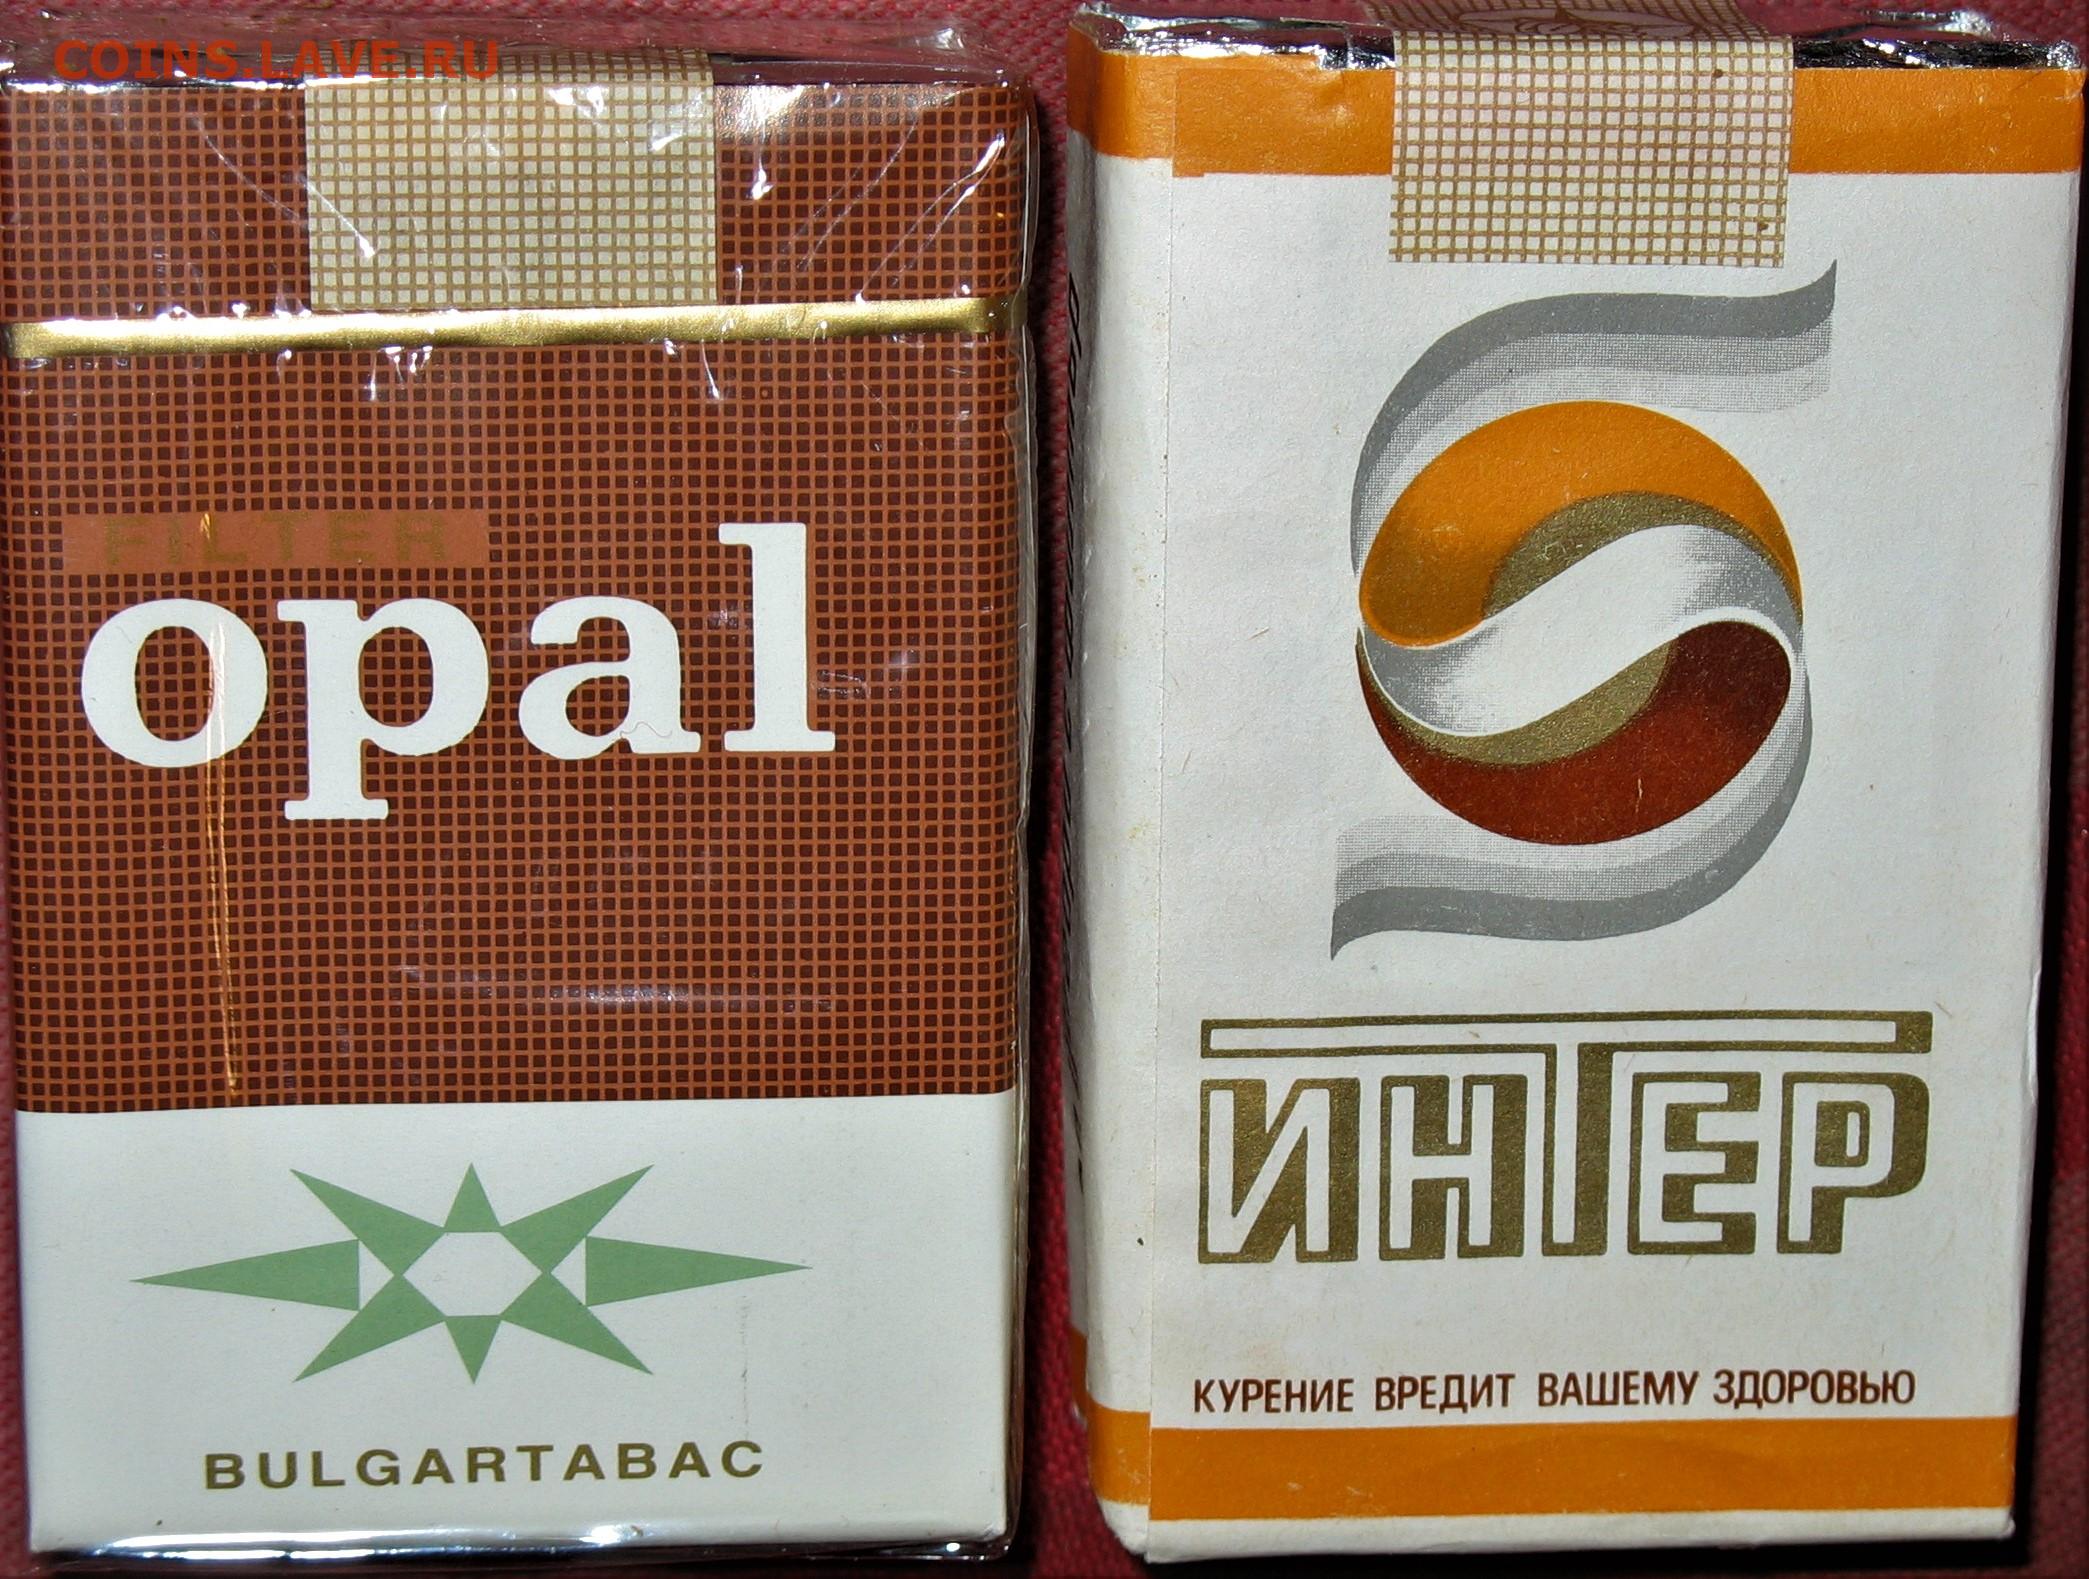 COINS.LAVE.RU
FILTER
opal
BULGARTABAC
ИНТЕР
КУРЕНИЕ ВРЕДИТ ВАШЕМУ ЗДОРОВЬЮ